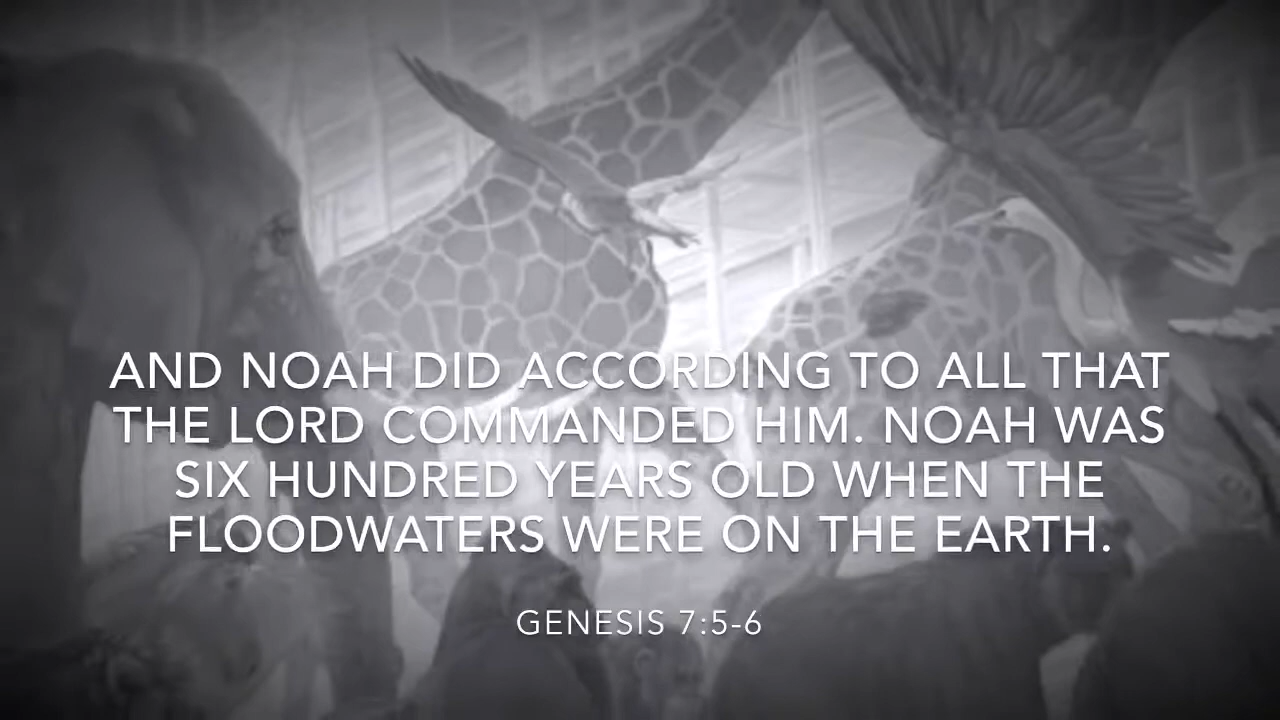 AND NOAH DID ACCORDING TO ALL THAT
THE LORD COMMANDED HIM. NOAH WAS
SIX HUNDRED YEARS OLD WHEN THE
FLOODWATERS WERE ON THE EARTH.
GENESIS 7:5-6